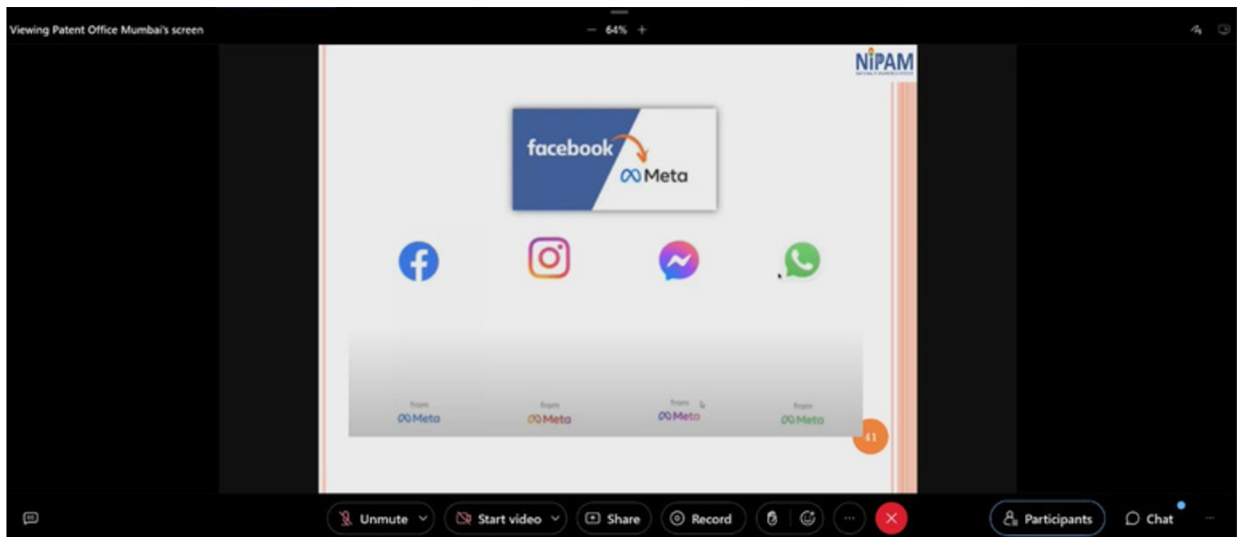 Viewing Patent Office Mumbai's screen
− 64% +
NiPAM
facebook
Meta
from
Meta
from
Meta
from
Meta
from
Meta
41
Unmute
Start video
Share
Record
Participants
Chat